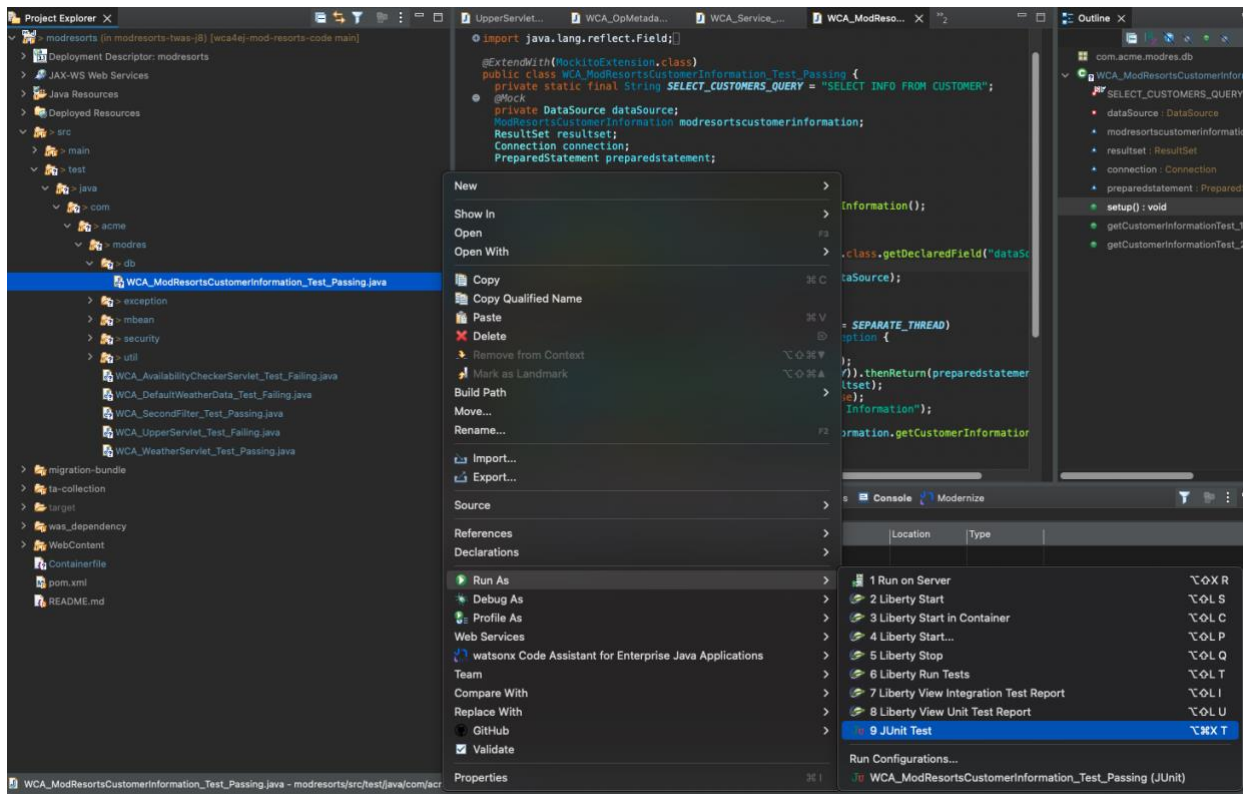 Project Explorer
> modresorts (in modresorts-twas-j8) [wca4ej-mod-resorts-code main]
Deployment Descriptor: modresorts
JAX-WS Web Services
Java Resources
Deployed Resources
> src
> main
> test
> java
> com
> acme
> modres
> db
WCA_ModResortsCustomerInformation_Test_Passing.java
> exception
> mbean
> security
> util
WCA_AvailabilityCheckerServlet_Test_Failing.java
WCA_DefaultWeatherData_Test_Failing.java
WCA_SecondFilter_Test_Passing.java
WCA_UpperServlet_Test_Failing.java
WCA_WeatherServlet_Test_Passing.java
> migration-bundle
> ta-collection
> target
> was_dependency
> WebContent
Containerfile
pom.xml
README.md
UpperServlet... WCA_OpMetada... WCA_Service_... WCA_ModReso... »2
import java.lang.reflect.Field;
@ExtendWith(MockitoExtension.class)
public class WCA_ModResortsCustomerInformation_Test_Passing {
private static final String SELECT_CUSTOMERS_QUERY = "SELECT INFO FROM CUSTOMER";
@Mock
private DataSource dataSource;
ModResortsCustomerInformation modresortscustomerinformation;
ResultSet resultset;
Connection connection;
PreparedStatement preparedstatement;
Information();
.class.getDeclaredField("dataSc
taSource);
= SEPARATE_THREAD)
eption {
);
Y)).thenReturn(preparedstatemer
ltset);
se);
Information");
ormation.getCustomerInformation
Outline
com.acme.modres.db
WCA_ModResortsCustomerInfor
SELECT_CUSTOMERS_QUERY
dataSource : DataSource
modresortscustomerinformatio
resultset : ResultSet
connection : Connection
preparedstatement : Prepared
setup() : void
getCustomerInformationTest_1
getCustomerInformationTest_2
s Console Modernize
Location Type
New
Show In
Open F3
Open With
Copy ⌘C
Copy Qualified Name
Paste ⌘V
Delete ⌦
Remove from Context ⌥⇧⌘▼
Mark as Landmark ⌥⇧⌘▲
Build Path
Move...
Rename... F2
Import...
Export...
Source
References
Declarations
Run As
Debug As
Profile As
Web Services
watsonx Code Assistant for Enterprise Java Applications
Team
Compare With
Replace With
GitHub
Validate
Properties ⌘I
1 Run on Server ⌥⇧X R
2 Liberty Start ⌥⇧L S
3 Liberty Start in Container ⌥⇧L C
4 Liberty Start... ⌥⇧L P
5 Liberty Stop ⌥⇧L Q
6 Liberty Run Tests ⌥⇧L T
7 Liberty View Integration Test Report ⌥⇧L I
8 Liberty View Unit Test Report ⌥⇧L U
9 JUnit Test ⌥⌘X T
Run Configurations...
Ju WCA_ModResortsCustomerInformation_Test_Passing (JUnit)
WCA_ModResortsCustomerInformation_Test_Passing.java - modresorts/src/test/java/com/acr